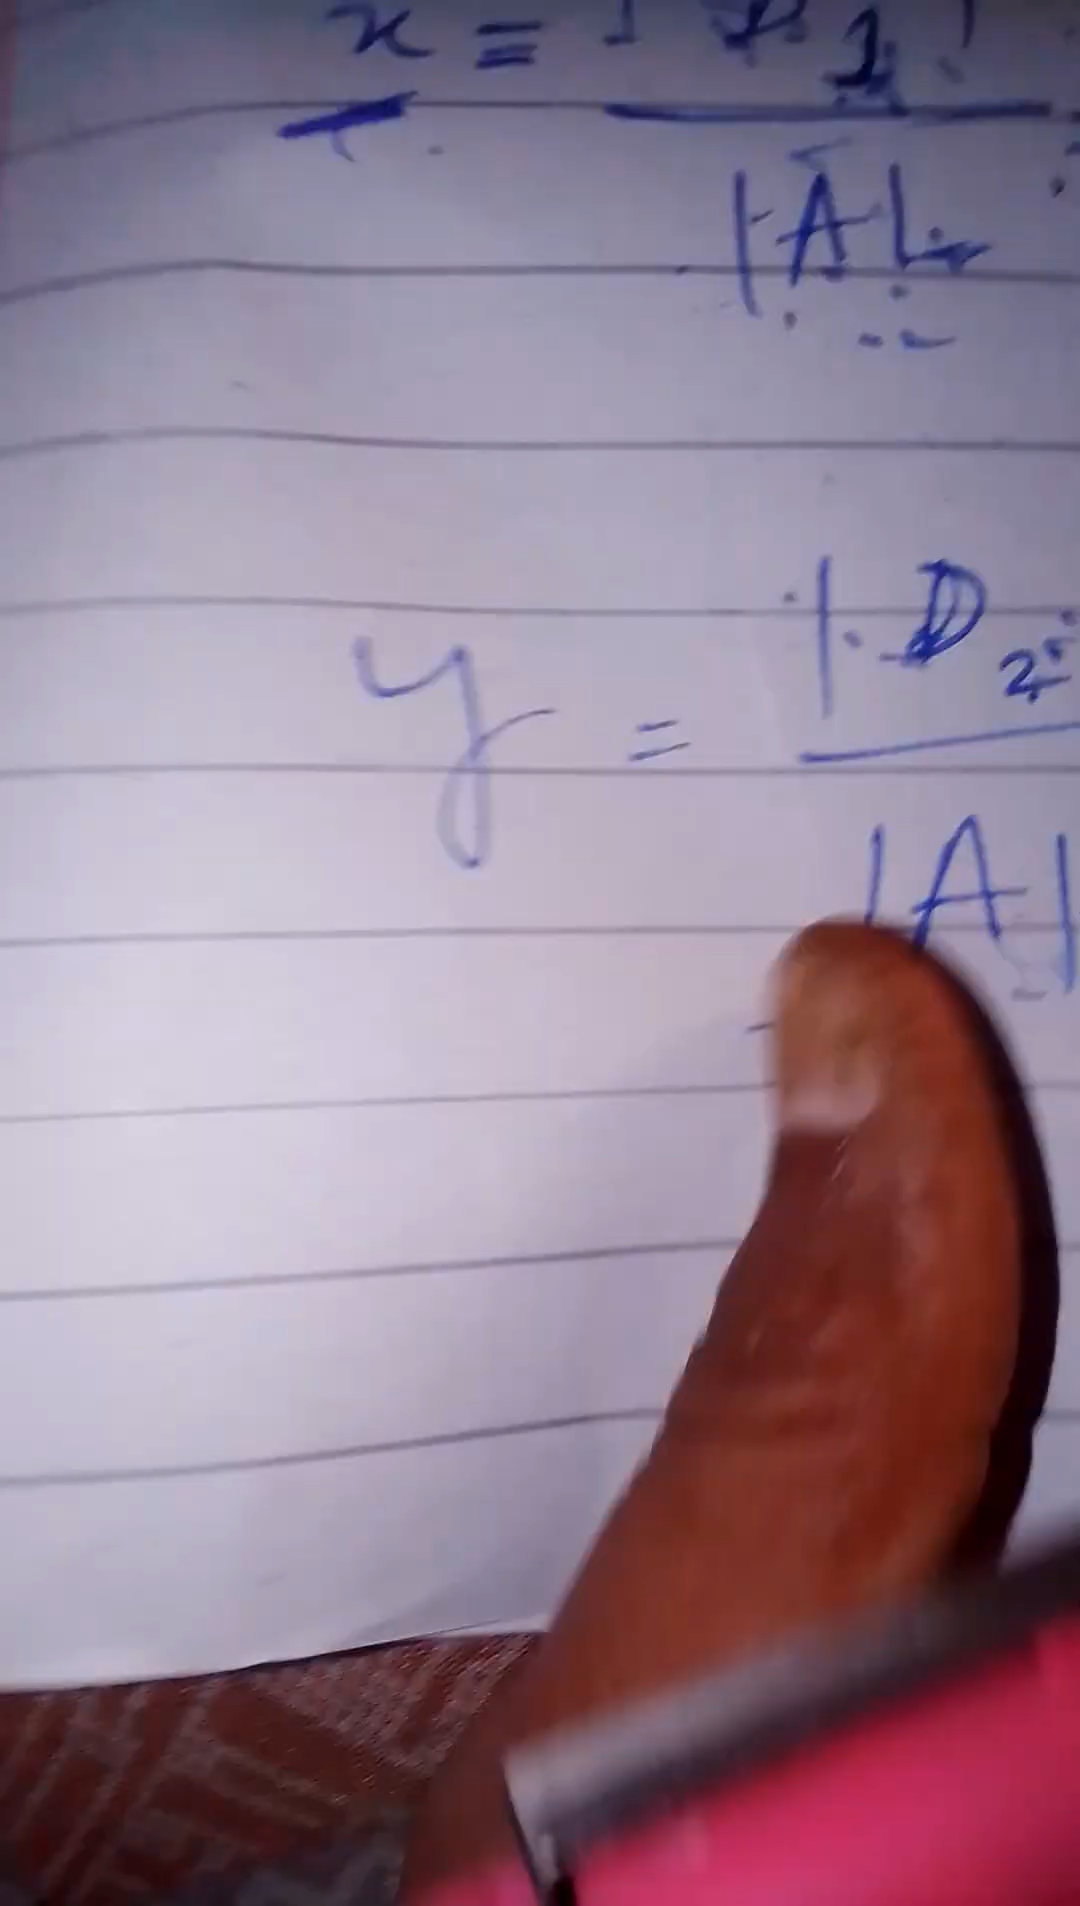 x = |D1|
|A|
y = |D2
|A|